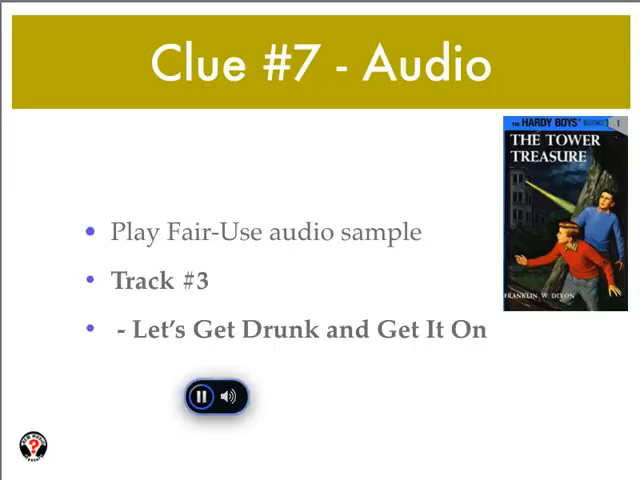 Clue #7 - Audio
THE HARDY BOYS
1
THE TOWER
TREASURE
• Play Fair-Use audio sample
• Track #3
• - Let's Get Drunk and Get It On
FRANKLIN W. DIXON